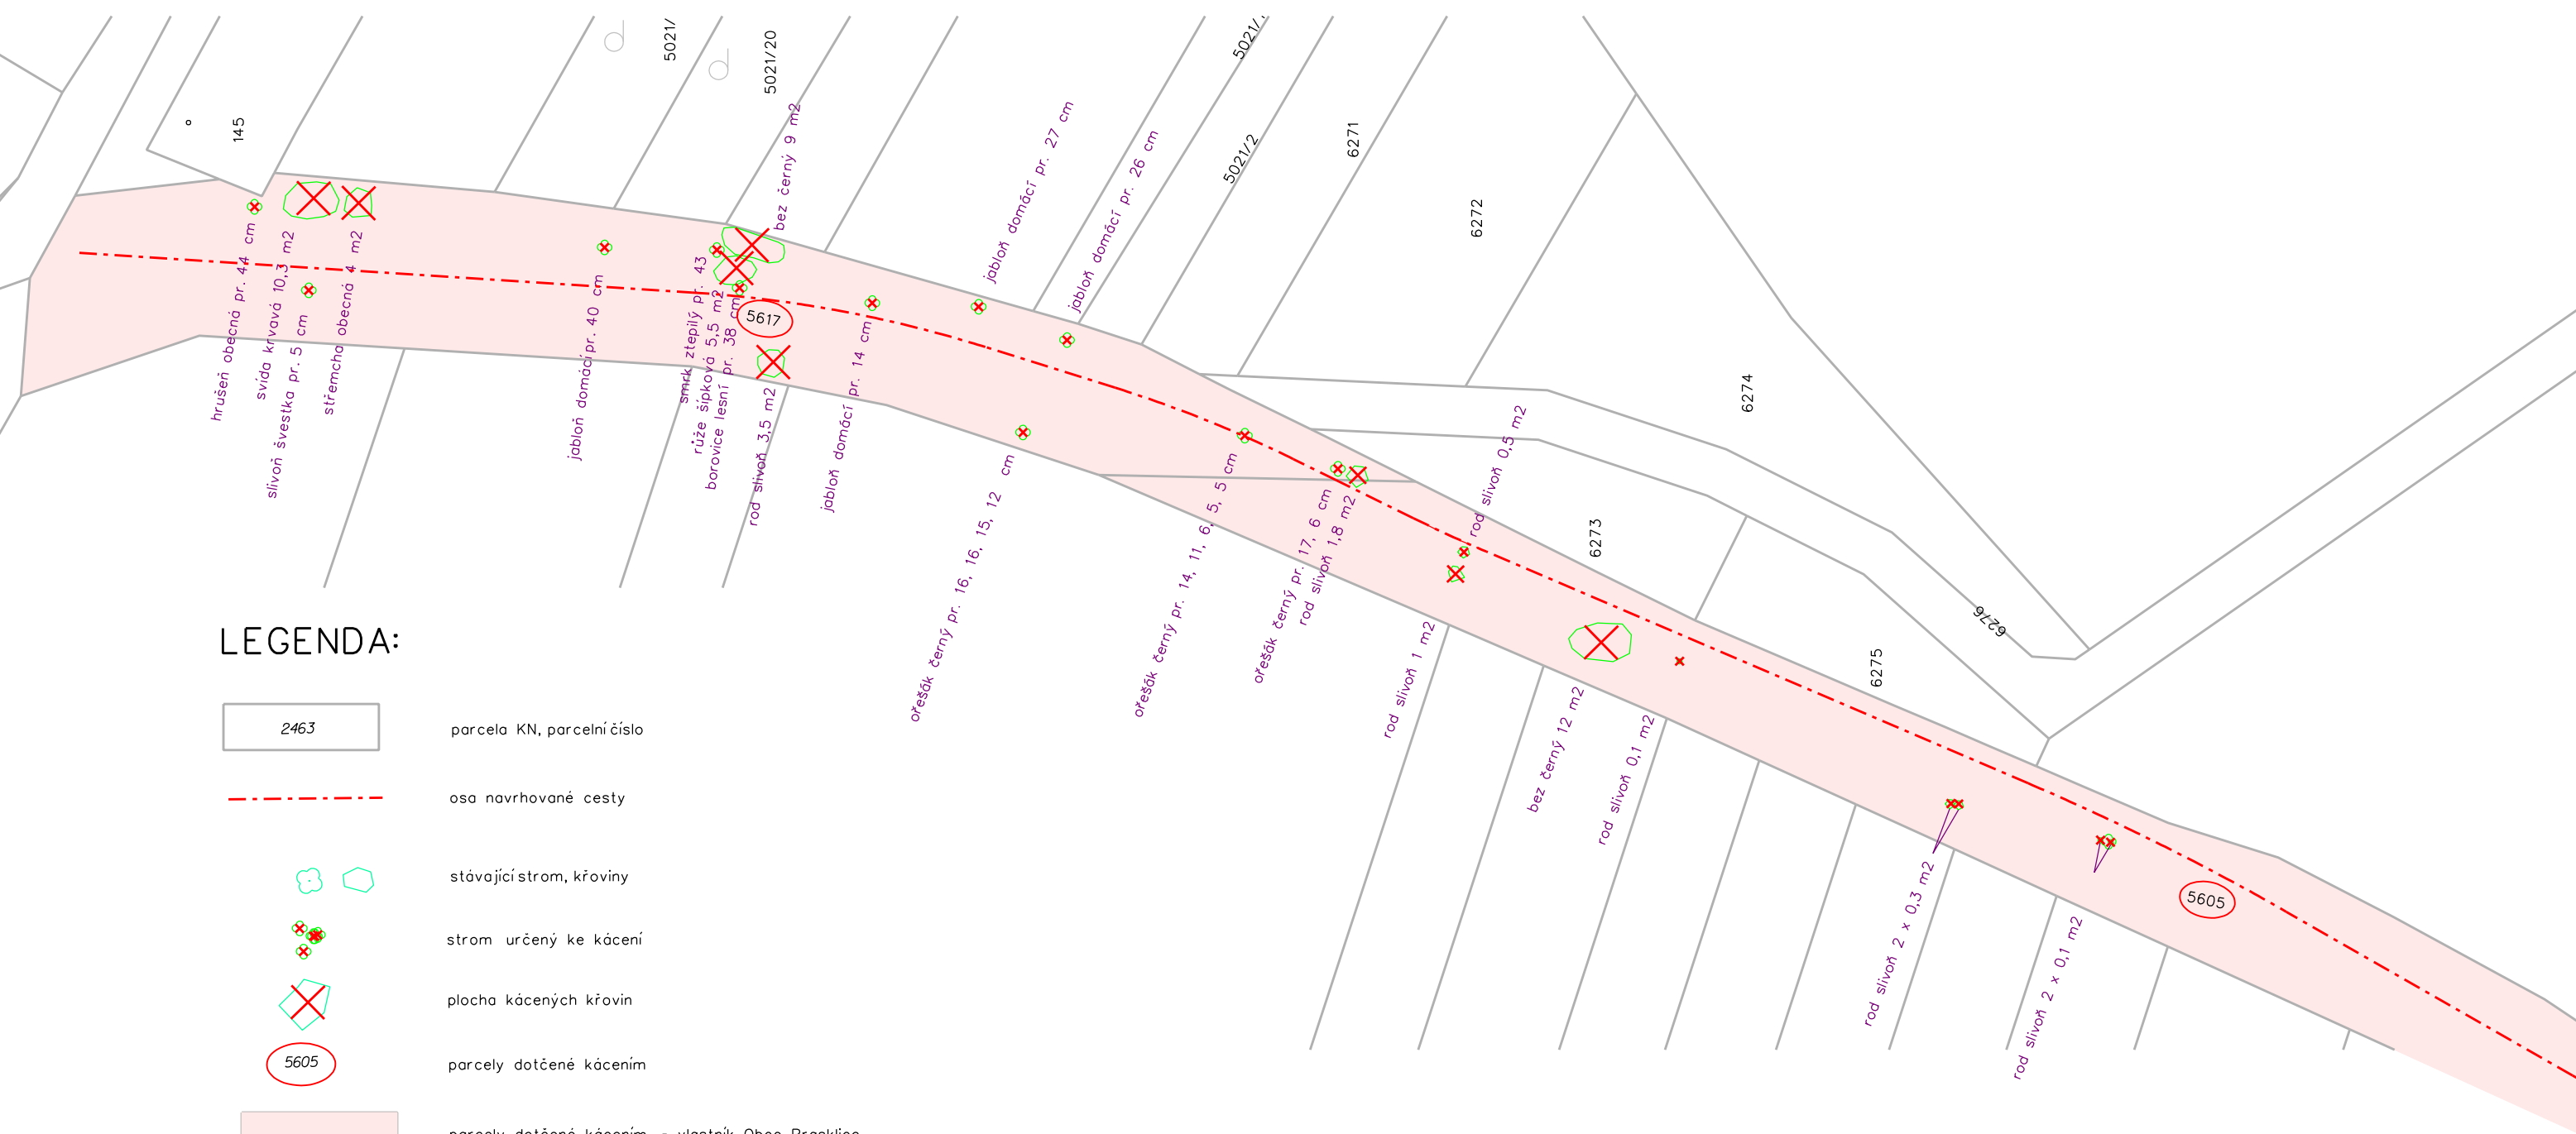 5021/
5021/20
5021/
145
5021/2
6271
6272
6274
6273
6276
6275
bez černý 9 m2
jabloň domácí pr. 27 cm
jabloň domácí pr. 26 cm
hrušeň obecná pr. 44 cm
svída krvavá 10,3 m2
slivoň švestka pr. 5 cm
střemcha obecná 4 m2
jabloň domácí pr. 40 cm
smrk ztepilý pr. 43
růže šípková 5,5 m2
borovice lesní pr. 38 cm
5617
rod slivoň 3,5 m2
jabloň domácí pr. 14 cm
ořešák černý pr. 16, 16, 15, 12 cm
ořešák černý pr. 14, 11, 6, 5, 5 cm
ořešák černý pr. 17, 6 cm
rod slivoň 1,8 m2
rod slivoň 0,5 m2
rod slivoň 1 m2
bez černý 12 m2
rod slivoň 0,1 m2
rod slivoň 2 x 0,3 m2
rod slivoň 2 x 0,1 m2
5605
LEGENDA:
2463 parcela KN, parcelní číslo
osa navrhované cesty
stávající strom, křoviny
strom určený ke kácení
plocha kácených křovin
5605 parcely dotčené kácením
parcely dotčené kácením - vlastník Obec Prasklice